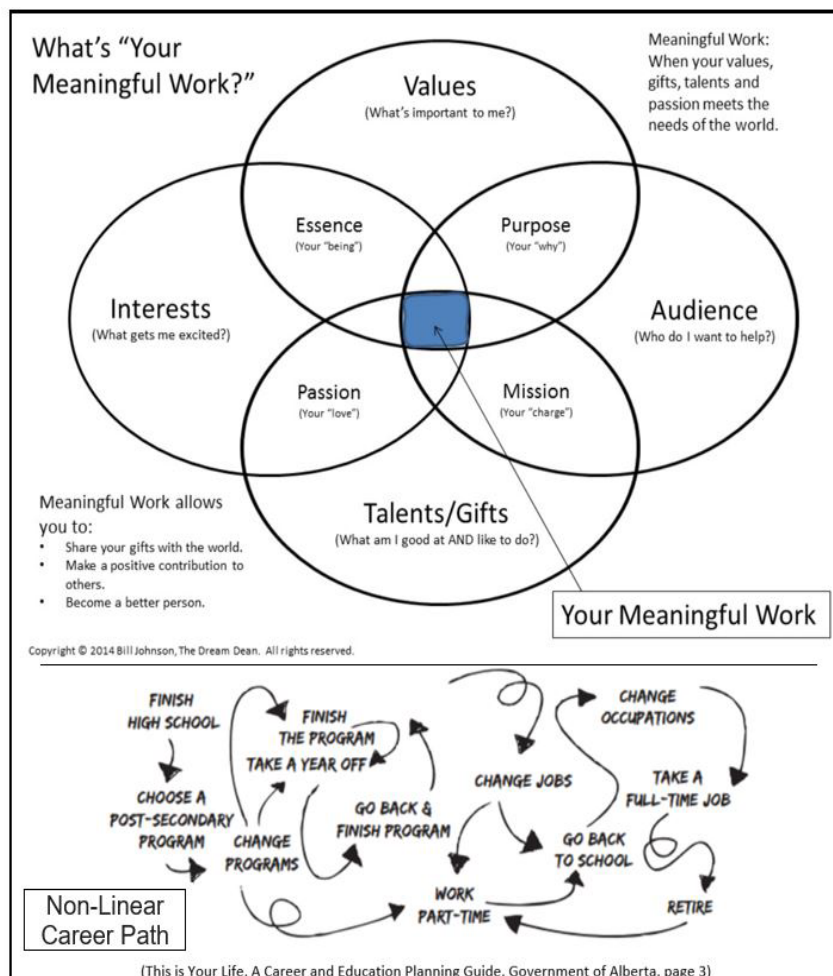 What's "Your
Meaningful Work?"
Meaningful Work:
When your values,
gifts, talents and
passion meets the
needs of the world.
Values
(What's important to me?)
Essence
(Your "being")
Purpose
(Your "why")
Interests
(What gets me excited?)
Audience
(Who do I want to help?)
Passion
(Your "love")
Mission
(Your "charge")
Talents/Gifts
(What am I good at AND like to do?)
Meaningful Work allows
you to:
• Share your gifts with the world.
• Make a positive contribution to
others.
• Become a better person.
Your Meaningful Work
Copyright © 2014 Bill Johnson, The Dream Dean. All rights reserved.
FINISH
HIGH SCHOOL
CHOOSE A
POST-SECONDARY
PROGRAM
CHANGE
PROGRAMS
FINISH
THE PROGRAM
TAKE A YEAR OFF
GO BACK &
FINISH PROGRAM
CHANGE JOBS
WORK
PART-TIME
GO BACK
TO SCHOOL
CHANGE
OCCUPATIONS
TAKE A
FULL-TIME JOB
RETIRE
Non-Linear
Career Path
(This is Your Life, A Career and Education Planning Guide, Government of Alberta, page 3)